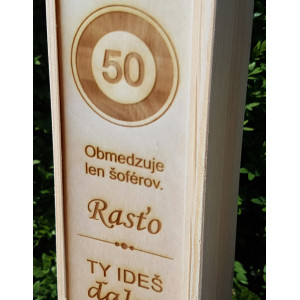 50
Obmedzuje
len šoférov.
Rasťo
TY IDEŠ